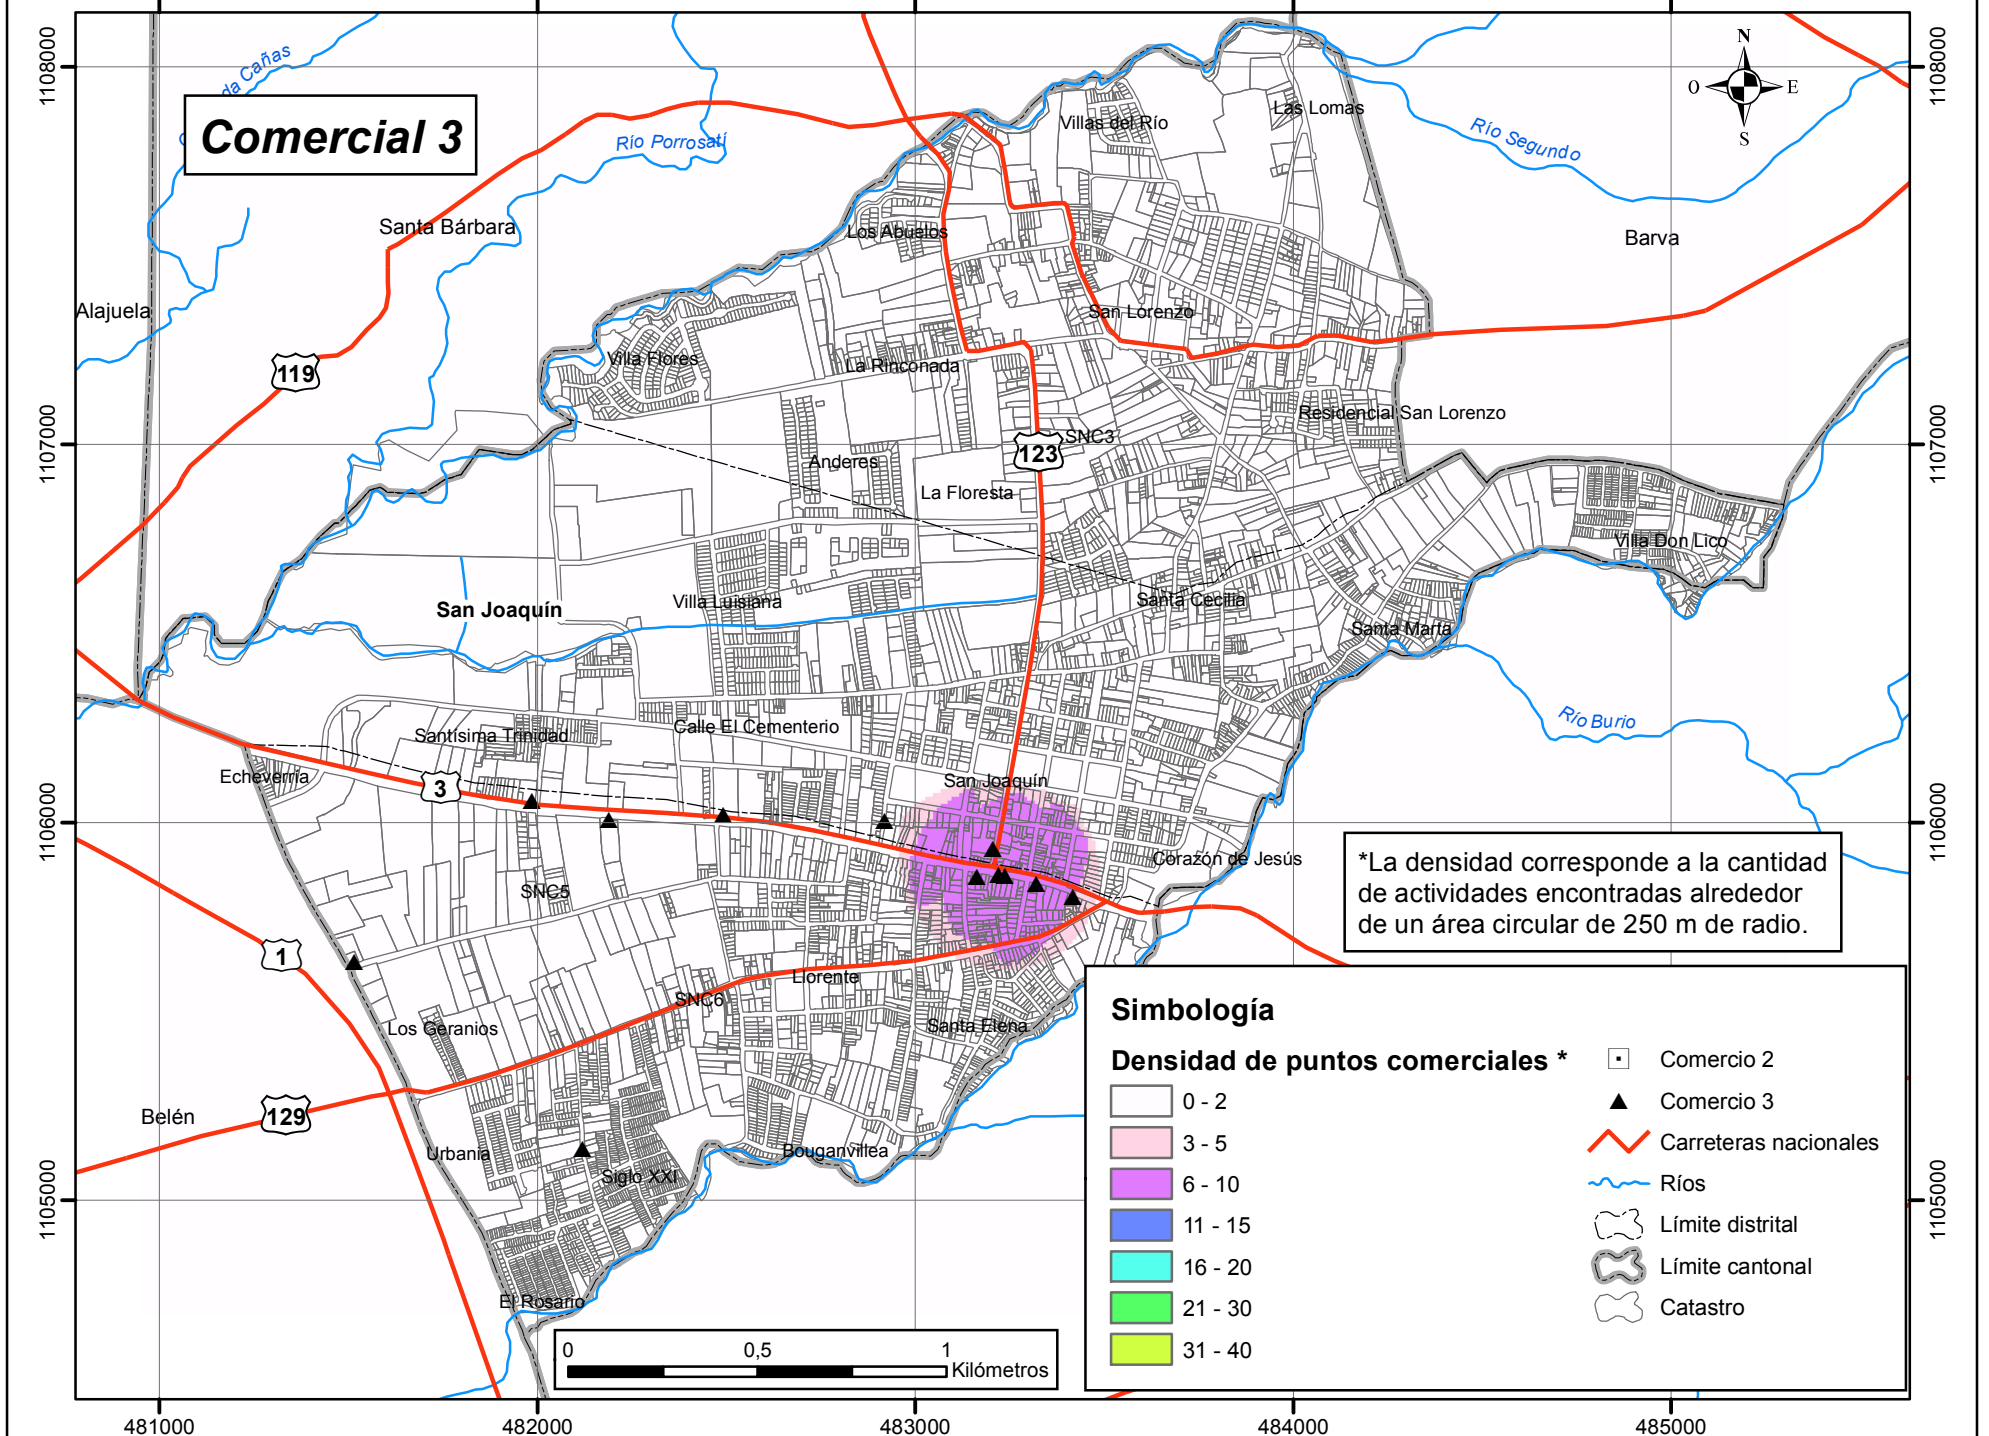 Comercial 3
N
O
E
S
1108000
1107000
1106000
1105000
1108000
1107000
1106000
1105000
481000
482000
483000
484000
485000
Río Porrosatí
Río Segundo
Río Burio
da Cañas
Santa Bárbara
Alajuela
Barva
Belén
San Joaquín
Villas del Río
Las Lomas
Los Abuelos
San Lorenzo
Villa Flores
La Rinconada
Residencial San Lorenzo
SNC3
Anderes
La Floresta
Villa Don Lico
Villa Luisiana
Santa Cecilia
Santa Marta
Calle El Cementerio
Santísima Trinidad
Echeverría
San Joaquín
Corazón de Jesús
SNC5
Llorente
SNC6
Los Geranios
Santa Elena
Urbania
Bouganvillea
Siglo XXI
El Rosario
119
123
3
1
129
*La densidad corresponde a la cantidad
de actividades encontradas alrededor
de un área circular de 250 m de radio.
Simbología
Densidad de puntos comerciales *
0 - 2
3 - 5
6 - 10
11 - 15
16 - 20
21 - 30
31 - 40
Comercio 2
Comercio 3
Carreteras nacionales
Ríos
Límite distrital
Límite cantonal
Catastro
0
0,5
1
Kilómetros